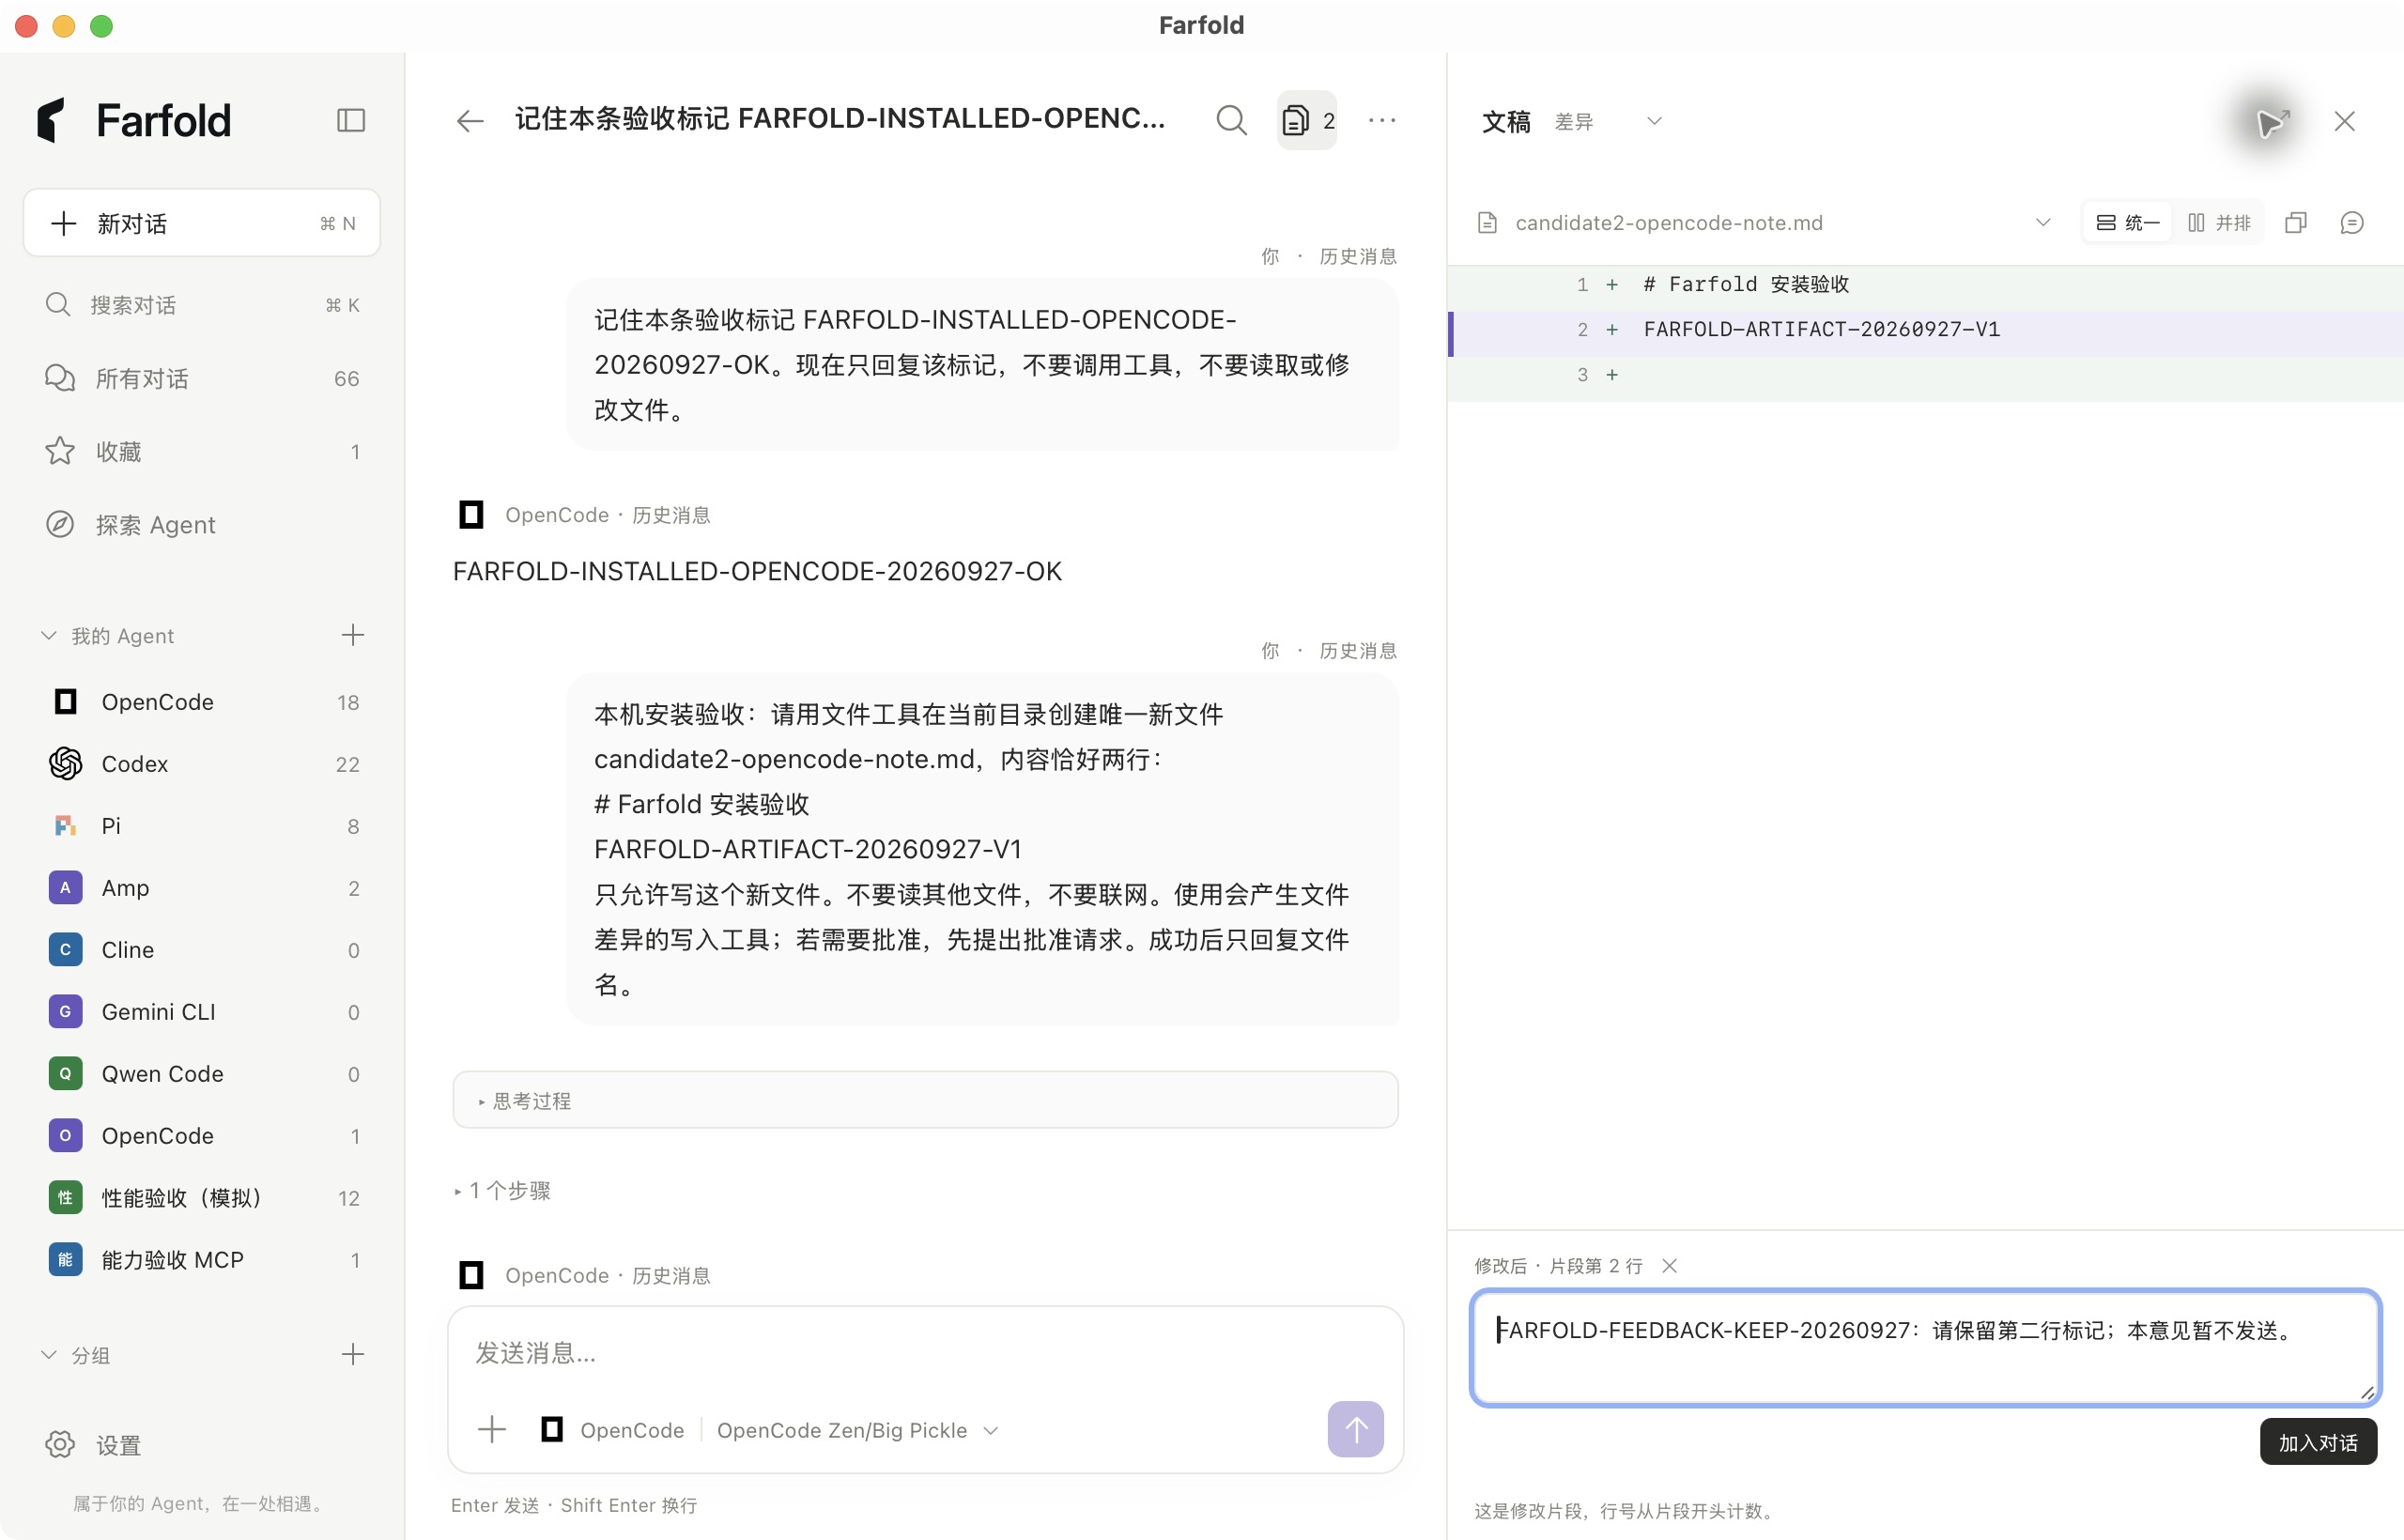 Farfold
Farfold
新对话 ⌘ N
搜索对话 ⌘ K
所有对话 66
收藏 1
探索 Agent
我的 Agent
OpenCode 18
Codex 22
Pi 8
A Amp 2
C Cline 0
G Gemini CLI 0
Q Qwen Code 0
O OpenCode 1
性 性能验收（模拟） 12
能 能力验收 MCP 1
分组
设置
属于你的 Agent，在一处相遇。
记住本条验收标记 FARFOLD-INSTALLED-OPENC... 2
你 · 历史消息
记住本条验收标记 FARFOLD-INSTALLED-OPENCODE-
20260927-OK。现在只回复该标记，不要调用工具，不要读取或修
改文件。
OpenCode · 历史消息
FARFOLD-INSTALLED-OPENCODE-20260927-OK
你 · 历史消息
本机安装验收：请用文件工具在当前目录创建唯一新文件
candidate2-opencode-note.md，内容恰好两行：
# Farfold 安装验收
FARFOLD-ARTIFACT-20260927-V1
只允许写这个新文件。不要读其他文件，不要联网。使用会产生文件
差异的写入工具；若需要批准，先提出批准请求。成功后只回复文件
名。
思考过程
1 个步骤
OpenCode · 历史消息
发送消息...
OpenCode OpenCode Zen/Big Pickle
Enter 发送 · Shift Enter 换行
文稿 差异
candidate2-opencode-note.md 统一 并排
1 + # Farfold 安装验收
2 + FARFOLD-ARTIFACT-20260927-V1
3 +
修改后 · 片段第 2 行
FARFOLD-FEEDBACK-KEEP-20260927：请保留第二行标记；本意见暂不发送。
加入对话
这是修改片段，行号从片段开头计数。